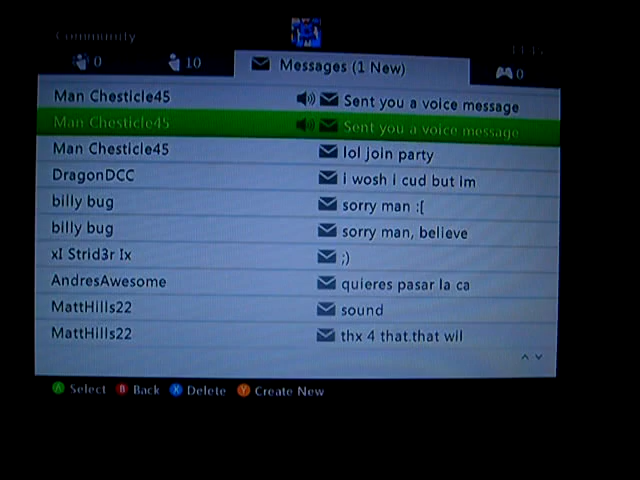 Community
0
10
Messages (1 New)
0
Man Chesticle45 Sent you a voice message
Man Chesticle45 Sent you a voice message
Man Chesticle45 lol join party
DragonDCC i wosh i cud but im
billy bug sorry man :[
billy bug sorry man, believe
xI Strid3r Ix ;)
AndresAwesome quieres pasar la ca
MattHills22 sound
MattHills22 thx 4 that.that wil
A Select B Back X Delete Y Create New